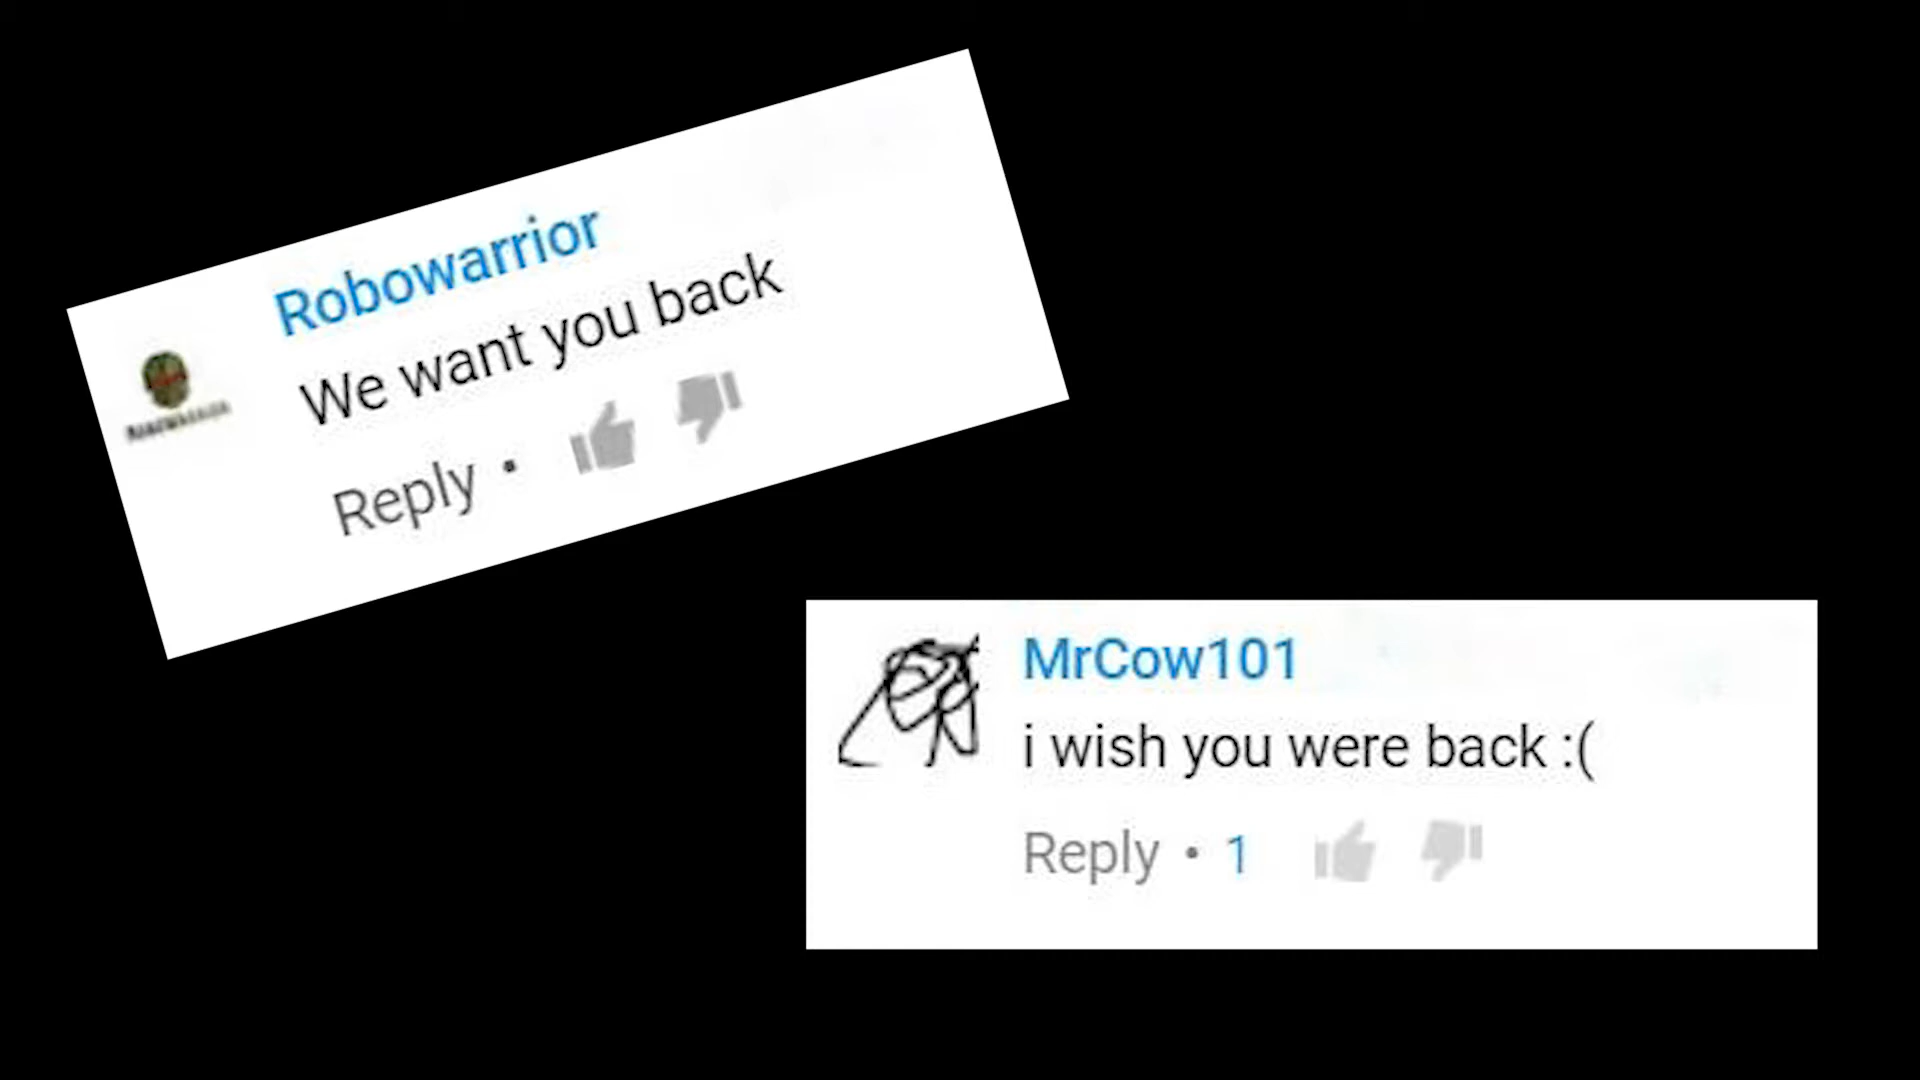 Robowarrior
We want you back
Reply •
MrCow101
i wish you were back :(
Reply • 1